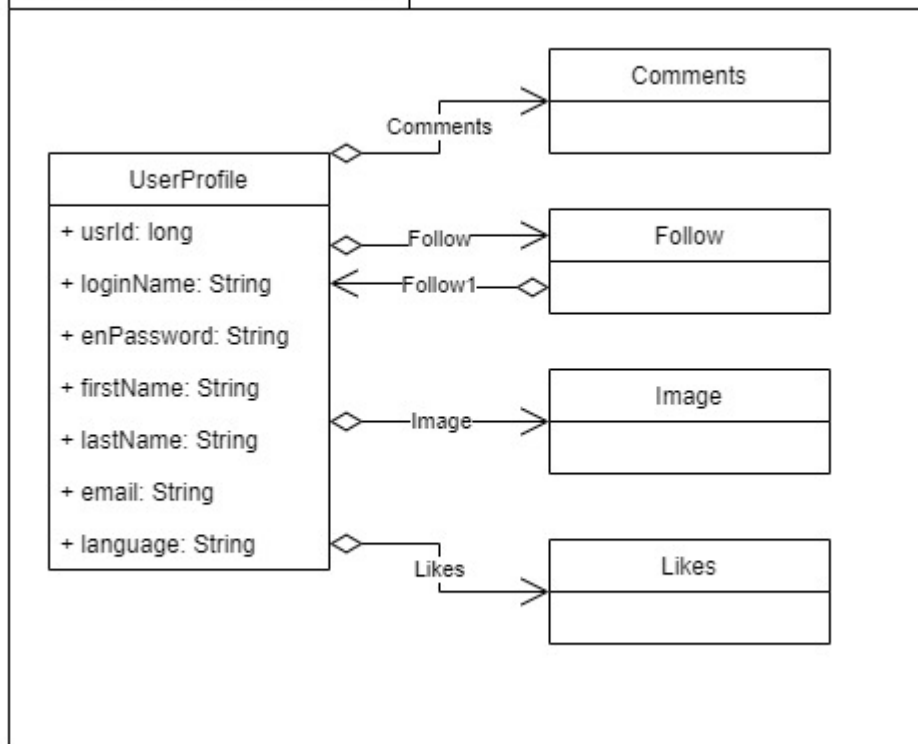 Comments
Comments
UserProfile
+ usrId: long
+ loginName: String
+ enPassword: String
+ firstName: String
+ lastName: String
+ email: String
+ language: String
Follow
Follow
Follow1
Image
Image
Likes
Likes